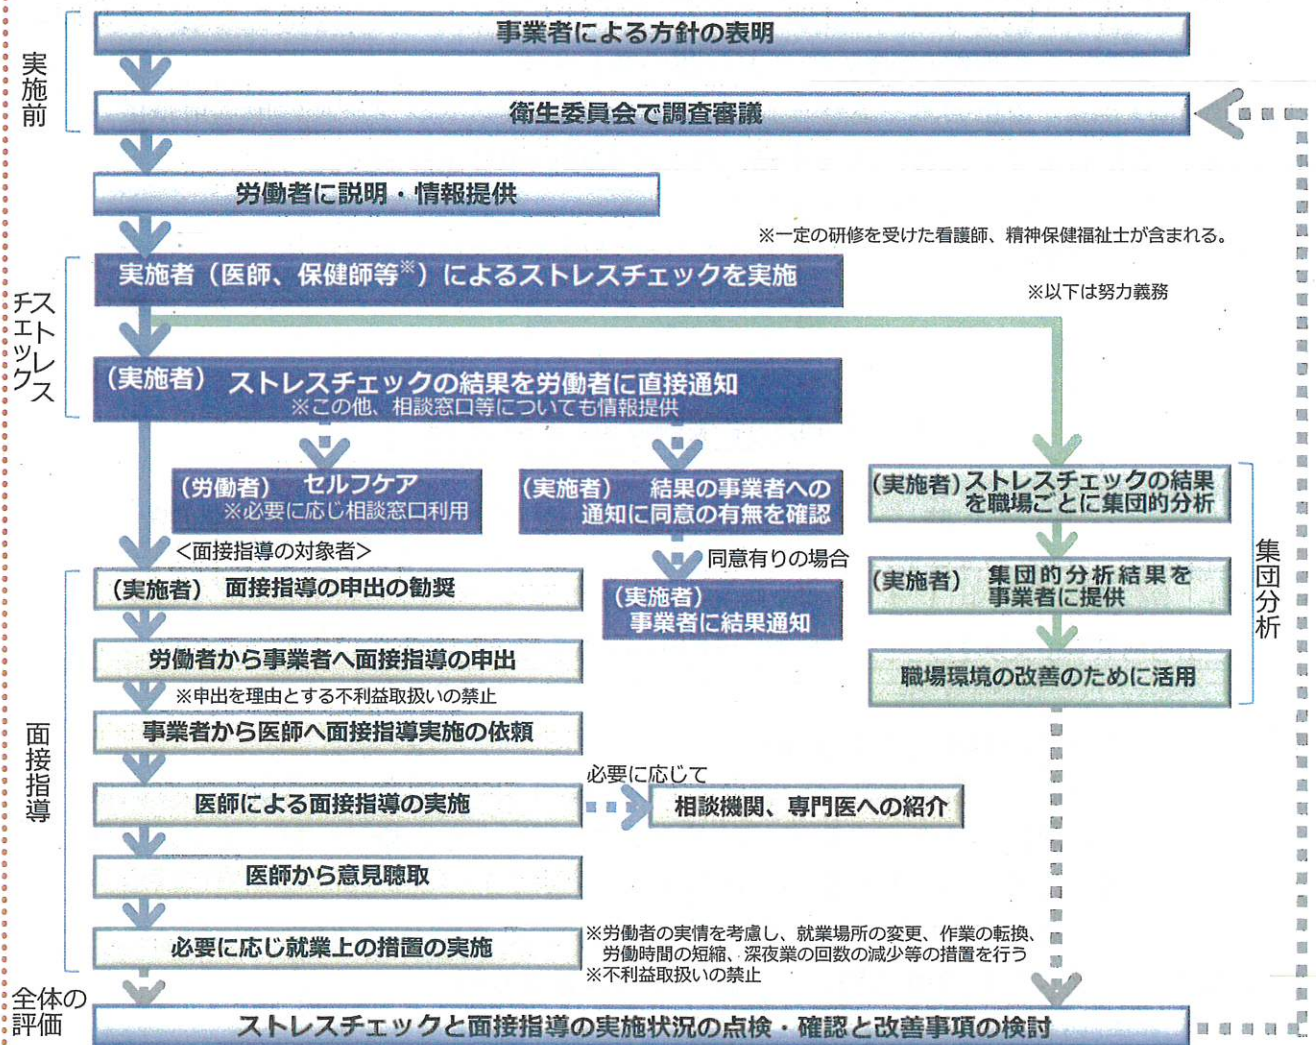 実施前
事業者による方針の表明
衛生委員会で調査審議
労働者に説明・情報提供
※一定の研修を受けた看護師、精神保健福祉士が含まれる。
ストレス
チェック
実施者（医師、保健師等※）によるストレスチェックを実施
※以下は努力義務
（実施者） ストレスチェックの結果を労働者に直接通知
※この他、相談窓口等についても情報提供
（労働者） セルフケア
※必要に応じ相談窓口利用
（実施者） 結果の事業者への
通知に同意の有無を確認
同意有りの場合
（実施者）
事業者に結果通知
集団分析
（実施者）ストレスチェックの結果
を職場ごとに集団的分析
（実施者） 集団的分析結果を
事業者に提供
職場環境の改善のために活用
面接指導
＜面接指導の対象者＞
（実施者） 面接指導の申出の勧奨
労働者から事業者へ面接指導の申出
※申出を理由とする不利益取扱いの禁止
事業者から医師へ面接指導実施の依頼
医師による面接指導の実施
必要に応じて
相談機関、専門医への紹介
医師から意見聴取
必要に応じ就業上の措置の実施
※労働者の実情を考慮し、就業場所の変更、作業の転換、
労働時間の短縮、深夜業の回数の減少等の措置を行う
※不利益取扱いの禁止
全体の
評価
ストレスチェックと面接指導の実施状況の点検・確認と改善事項の検討